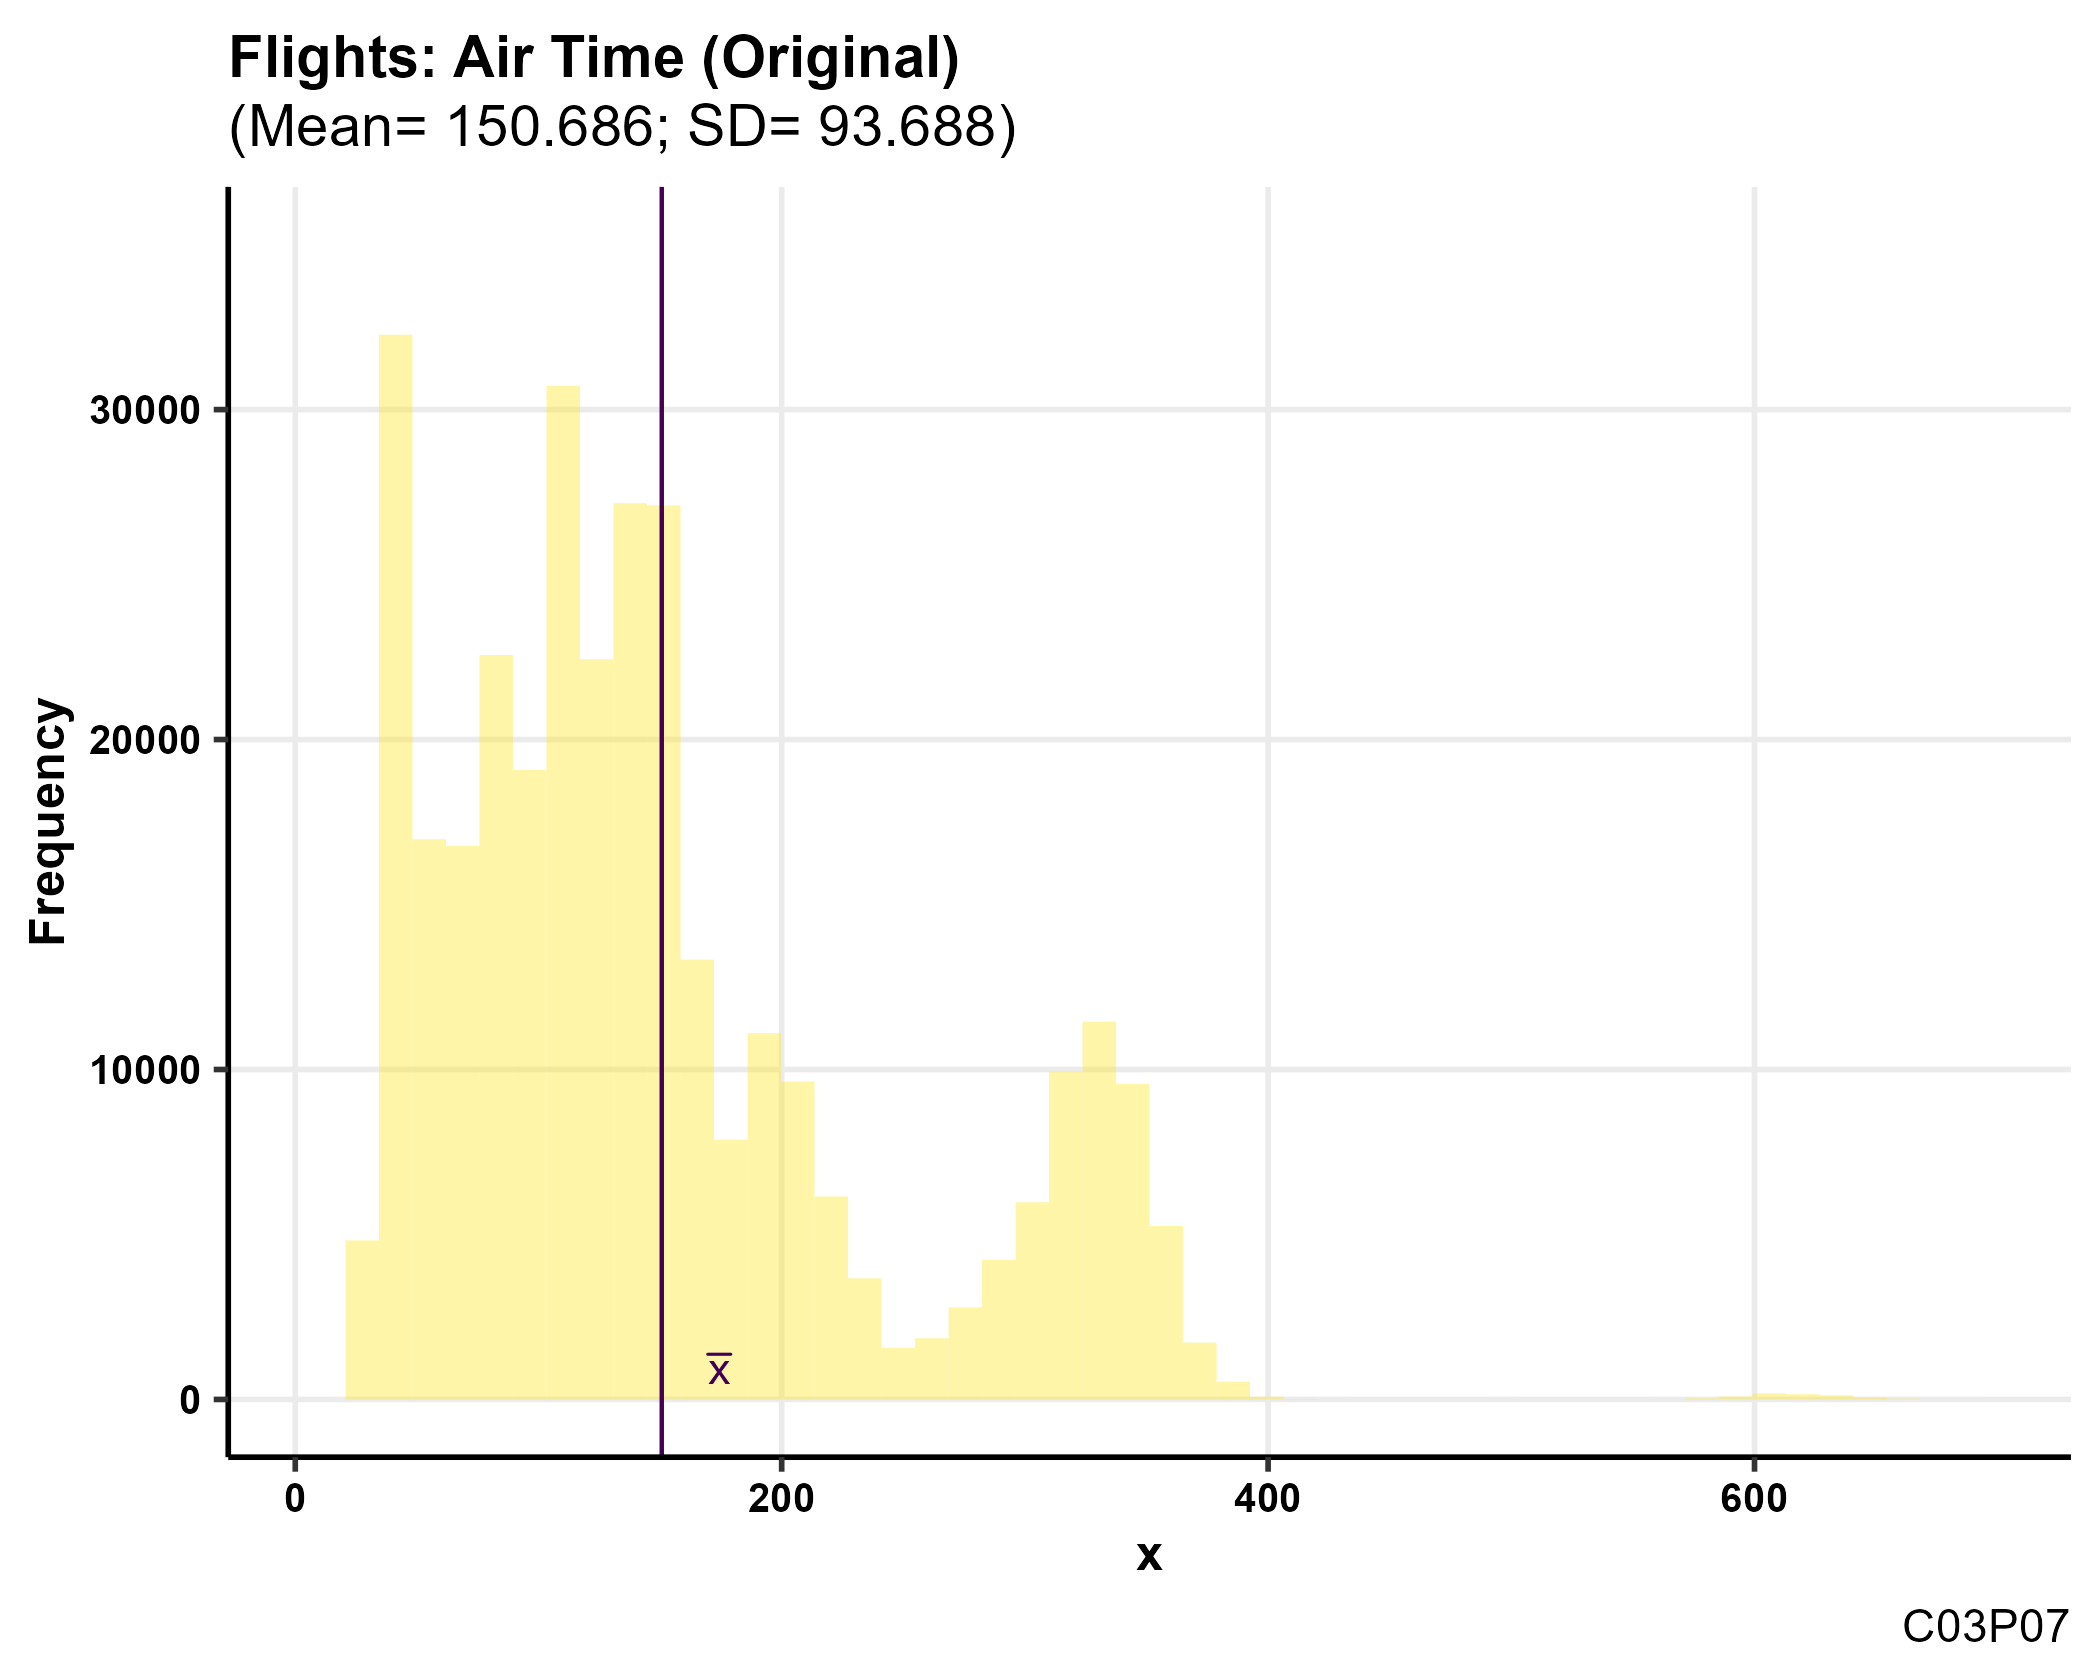 Flights: Air Time (Original)
(Mean= 150.686; SD= 93.688)
Frequency
30000
20000
10000
0
x̅
0 200 400 600
x
C03P07